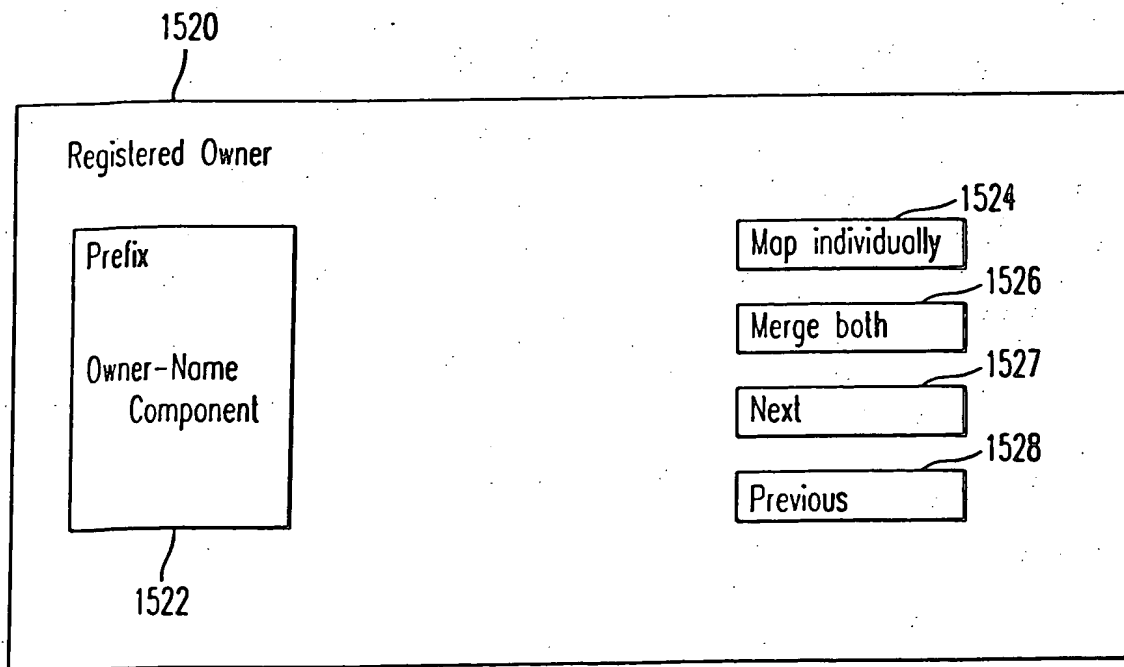 1520
Registered Owner
Prefix
Owner-Name
Component
1522
1524
Map individually
1526
Merge both
1527
Next
1528
Previous